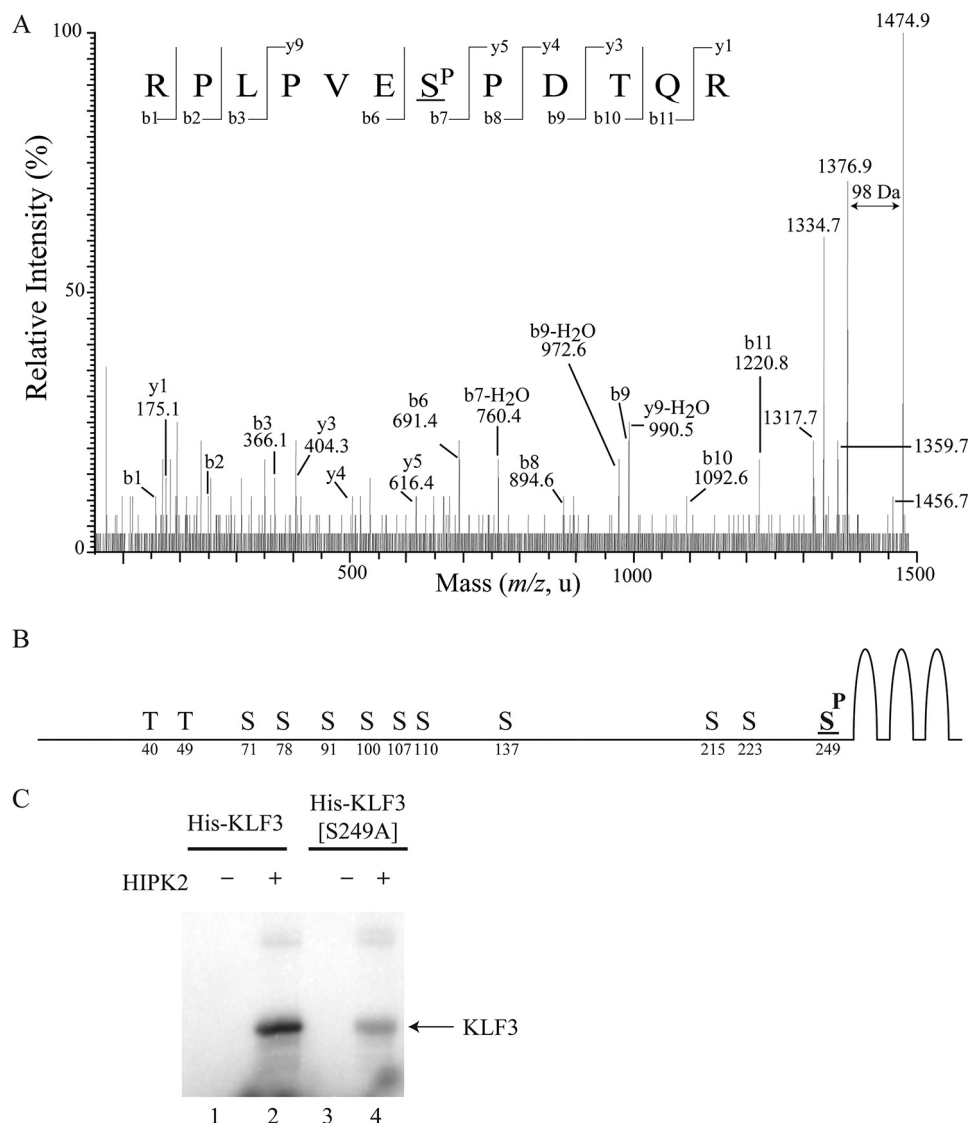 A
100
50
0
Relative Intensity (%)
y9 y5 y4 y3 y1
R P L P V E S P P D T Q R
b1 b2 b3 b6 b7 b8 b9 b10 b11
1474.9
1376.9
98 Da
1334.7
b9-H2O
972.6
b11
1220.8
y1
175.1
b3
366.1
y3
404.3
b6
691.4
b7-H2O
760.4
b9
y9-H2O
990.5
1317.7
1359.7
b1
b2
y4
y5
616.4
b8
894.6
b10
1092.6
1456.7
500 1000 1500
Mass (m/z, u)
B
T T S S S S S S S S S S P
40 49 71 78 91 100 107 110 137 215 223 249
C
His-KLF3
His-KLF3
[S249A]
HIPK2 – + – +
KLF3
1 2 3 4